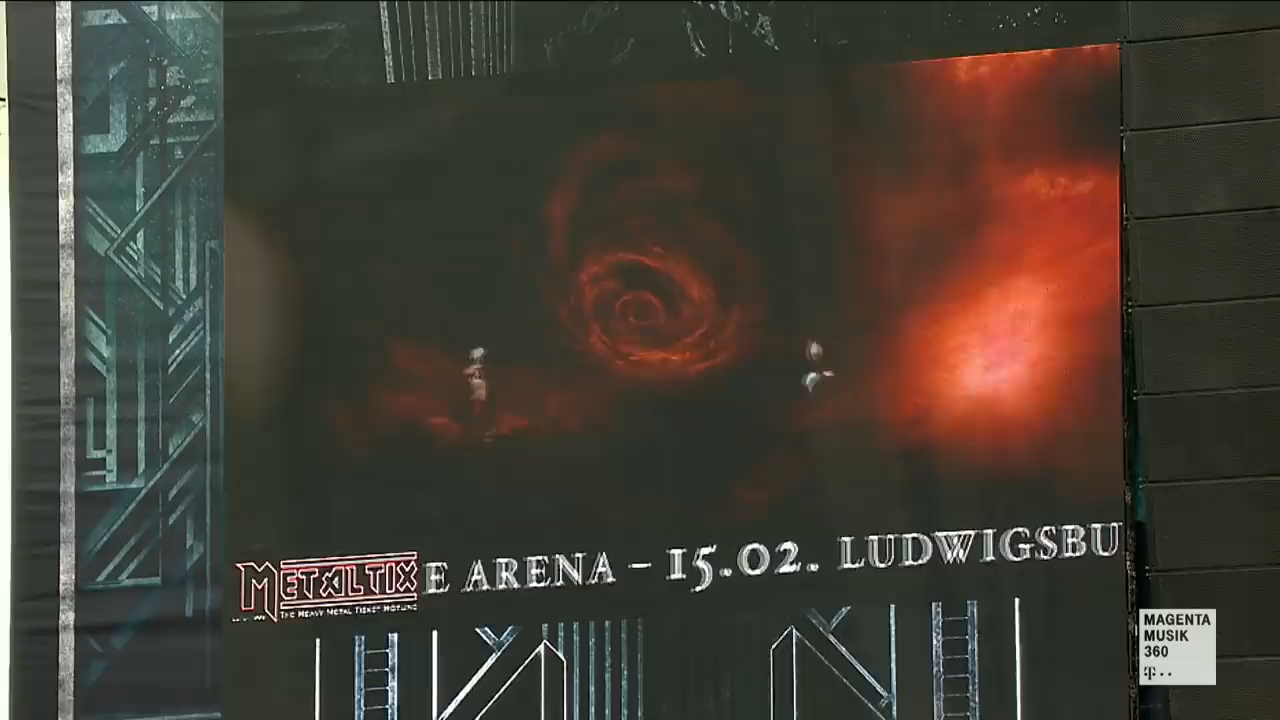 METALTIX
THE HEAVY METAL TICKET HOTLINE
E ARENA – 15.02. LUDWIGSBU
MAGENTA
MUSIK
360
T··